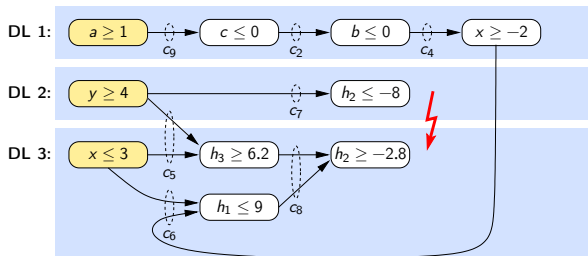 DL 1: a ≥ 1 c ≤ 0 b ≤ 0 x ≥ −2
c9 c2 c4
DL 2: y ≥ 4 h2 ≤ −8
c7
DL 3: x ≤ 3 h3 ≥ 6.2 h2 ≥ −2.8
c5
h1 ≤ 9 c8
c6